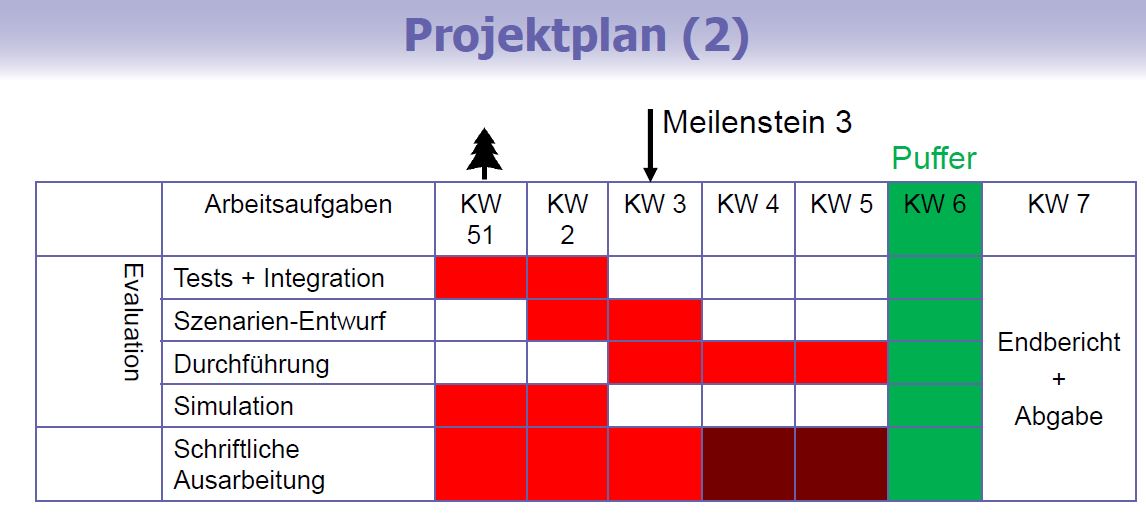 Projektplan (2)
Meilenstein 3
Puffer
Arbeitsaufgaben
KW
51
KW
2
KW 3
KW 4
KW 5
KW 6
KW 7
Evaluation
Tests + Integration
Szenarien-Entwurf
Durchführung
Simulation
Schriftliche
Ausarbeitung
Endbericht
+
Abgabe